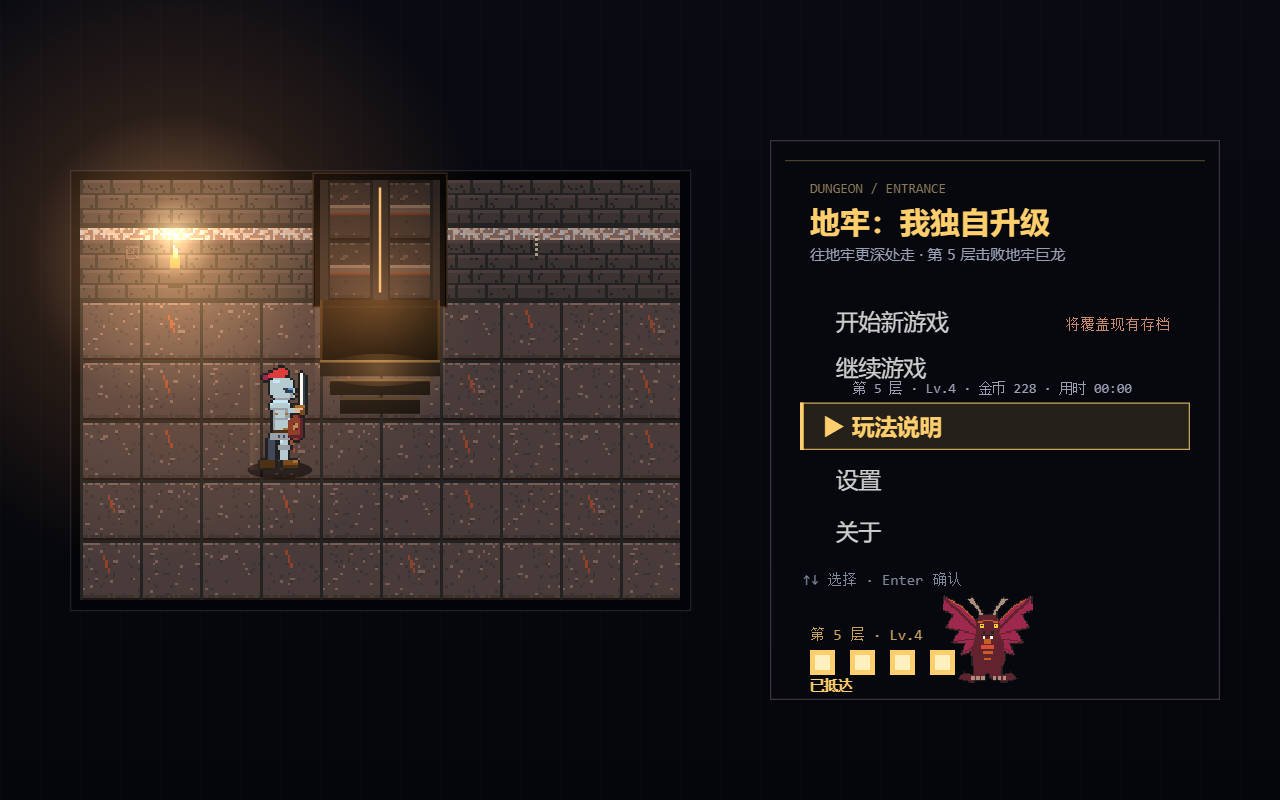 DUNGEON / ENTRANCE
地牢：我独自升级
往地牢更深处走 · 第 5 层击败地牢巨龙
开始新游戏 将覆盖现有存档
继续游戏
第 5 层 · Lv.4 · 金币 228 · 用时 00:00
▶ 玩法说明
设置
关于
↑↓ 选择 · Enter 确认
第 5 层 · Lv.4
已抵达